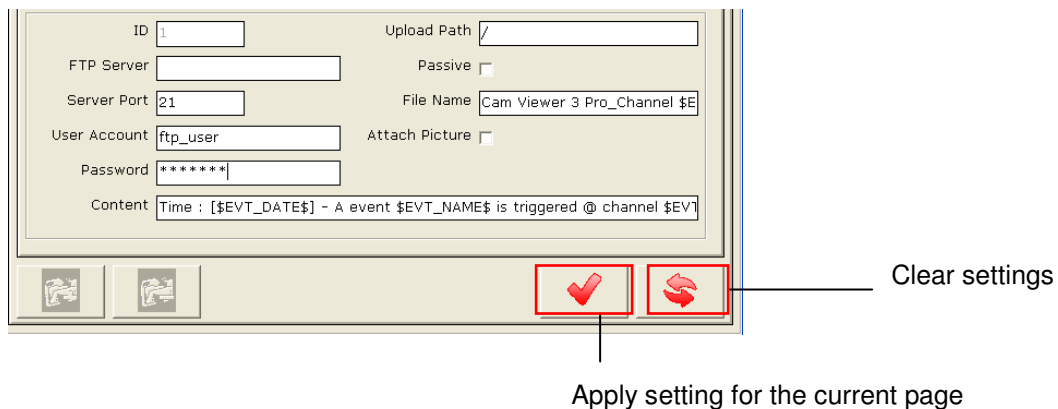 ID 1 Upload Path /
FTP Server Passive
Server Port 21 File Name Cam Viewer 3 Pro_Channel $E
User Account ftp_user Attach Picture
Password *******
Content Time : [$EVT_DATE$] - A event $EVT_NAME$ is triggered @ channel $EVT
Clear settings
Apply setting for the current page